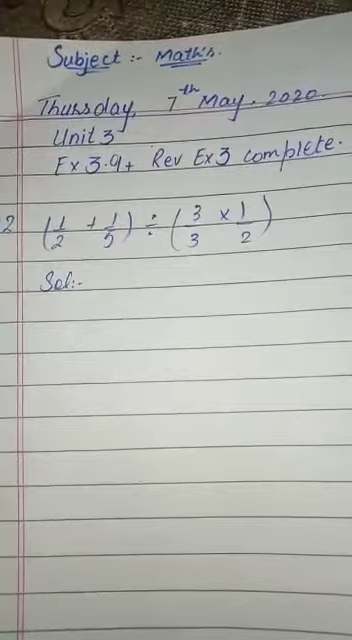 Subject :- Math's.
Thursday, 7th May. 2020.
Unit 3
Ex 3.9+ Rev Ex 3 complete.
2 (1/2 + 1/5) ÷ (3/3 × 1/2)
Sol:-